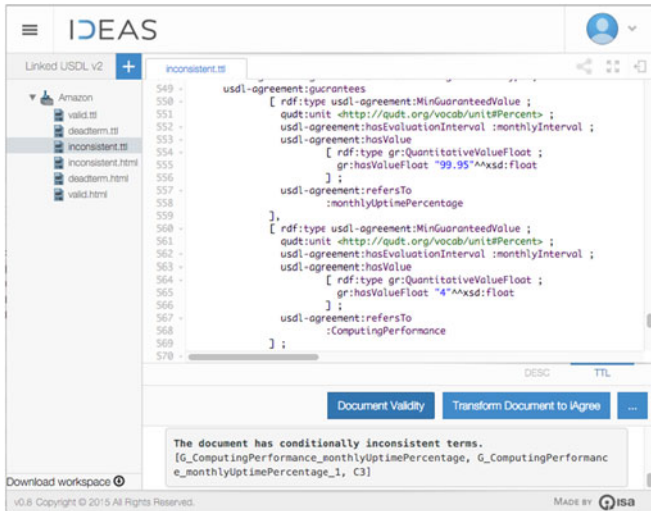 IDEAS
Linked USDL v2 +
inconsistent.ttl
Amazon
valid.ttl
deadterm.ttl
inconsistent.ttl
inconsistent.html
deadterm.html
valid.html
549 usdl-agreement:guarantees
550 [ rdf:type usdl-agreement:MinGuaranteedValue ;
551 qudt:unit <http://qudt.org/vocab/unit#Percent> ;
552 usdl-agreement:hasEvaluationInterval :monthlyInterval ;
553 usdl-agreement:hasValue
554 [ rdf:type gr:QuantitativeValueFloat ;
555 gr:hasValueFloat "99.95"^^xsd:float
556 ] ;
557 usdl-agreement:refersTo
558 :monthlyUptimePercentage
559 ],
560 [ rdf:type usdl-agreement:MinGuaranteedValue ;
561 qudt:unit <http://qudt.org/vocab/unit#Percent> ;
562 usdl-agreement:hasEvaluationInterval :monthlyInterval ;
563 usdl-agreement:hasValue
564 [ rdf:type gr:QuantitativeValueFloat ;
565 gr:hasValueFloat "4"^^xsd:float
566 ] ;
567 usdl-agreement:refersTo
568 :ComputingPerformance
569 ] ;
570
DESC TTL
Document Validity Transform Document to iAgree ...
The document has conditionally inconsistent terms.
[G_ComputingPerformance_monthlyUptimePercentage, G_ComputingPerformanc
e_monthlyUptimePercentage_1, C3]
Download workspace
v0.8 Copyright © 2015 All Rights Reserved. MADE BY isa